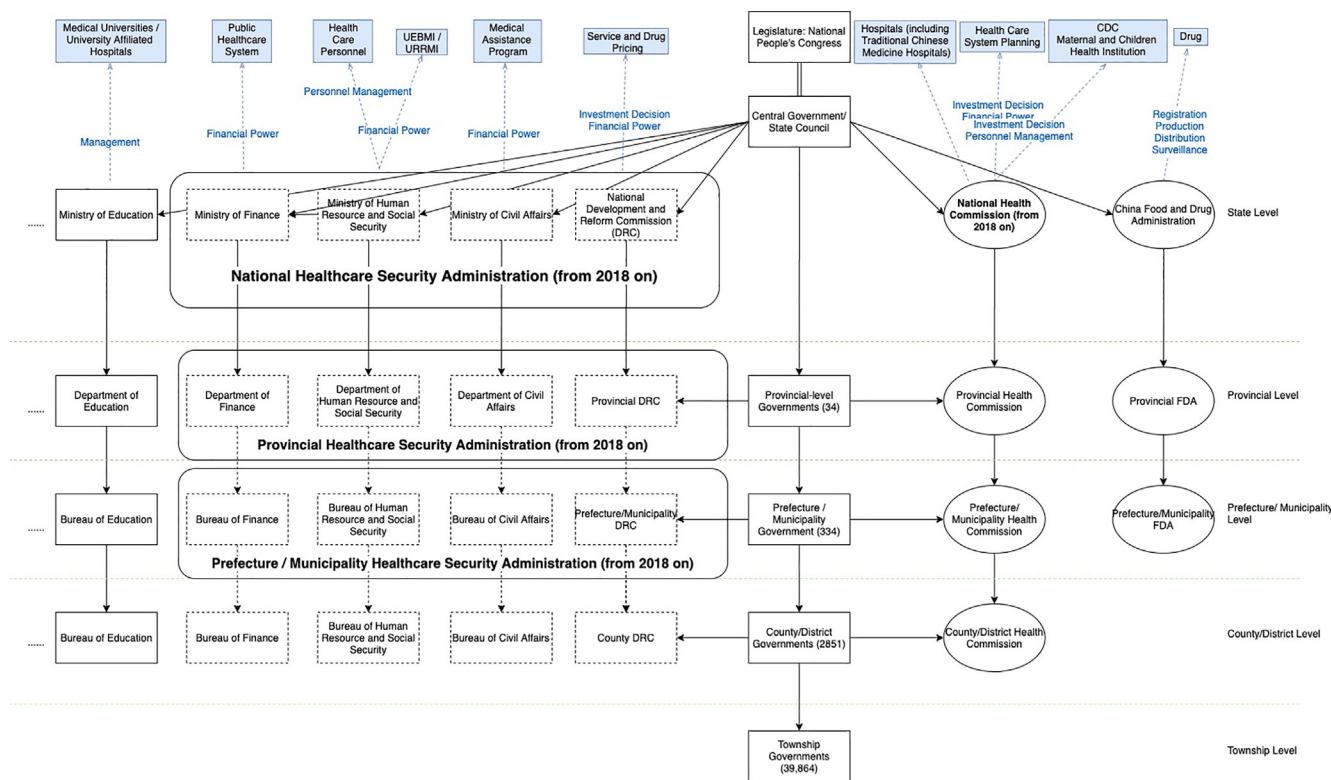 Medical Universities /
University Affiliated
Hospitals
Public
Healthcare
System
Health
Care
Personnel
UEBMI /
URRMI
Medical
Assistance
Program
Service and Drug
Pricing
Legislature: National
People's Congress
Hospitals (including
Traditional Chinese
Medicine Hospitals)
Health Care
System Planning
CDC
Maternal and Children
Health Institution
Drug
Management
Financial Power
Personnel Management
Financial Power
Financial Power
Investment Decision
Financial Power
Central Government/
State Council
Investment Decision
Financial Power
Investment Decision
Personnel Management
Registration
Production
Distribution
Surveillance
......
Ministry of Education
Ministry of Finance
Ministry of Human
Resource and Social
Security
Ministry of Civil Affairs
National
Development and
Reform Commission
(DRC)
National Health
Commission (from
2018 on)
China Food and Drug
Administration
State Level
National Healthcare Security Administration (from 2018 on)
......
Department of
Education
Department of
Finance
Department of
Human Resource and
Social Security
Department of Civil
Affairs
Provincial DRC
Provincial-level
Governments (34)
Provincial Health
Commission
Provincial FDA
Provincial Level
Provincial Healthcare Security Administration (from 2018 on)
......
Bureau of Education
Bureau of Finance
Bureau of Human
Resource and Social
Security
Bureau of Civil Affairs
Prefecture/Municipality
DRC
Prefecture /
Municipality
Government (334)
Prefecture/
Municipality Health
Commission
Prefecture/Municipality
FDA
Prefecture/ Municipality
Level
Prefecture / Municipality Healthcare Security Administration (from 2018 on)
......
Bureau of Education
Bureau of Finance
Bureau of Human
Resource and Social
Security
Bureau of Civil Affairs
County DRC
County/District
Governments (2851)
County/District Health
Commission
County/District Level
Township
Governments
(39,864)
Township Level